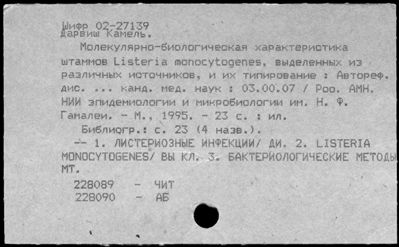 Шифр 02-27139
Дарвиш Камель.
Молекулярно-биологическая характеристика
штаммов Listeria monocytogenes, выделенных из
различных источников, и их типирование : Автореф.
дис. ... канд. мед. наук : 03.00.07 / Рос. АМН.
НИИ эпидемиологии и микробиологии им. Н. Ф.
Гамалеи. - М., 1995. - 23 с. : ил.
Библиогр.: с. 23 (4 назв.).
-- 1. ЛИСТЕРИОЗНЫЕ ИНФЕКЦИИ/ ДИ. 2. LISTERIA
MONOCYTOGENES/ ВЫ КЛ. 3. БАКТЕРИОЛОГИЧЕСКИЕ МЕТОДЫ
МТ.
228089 - ЧИТ
228090 - АБ